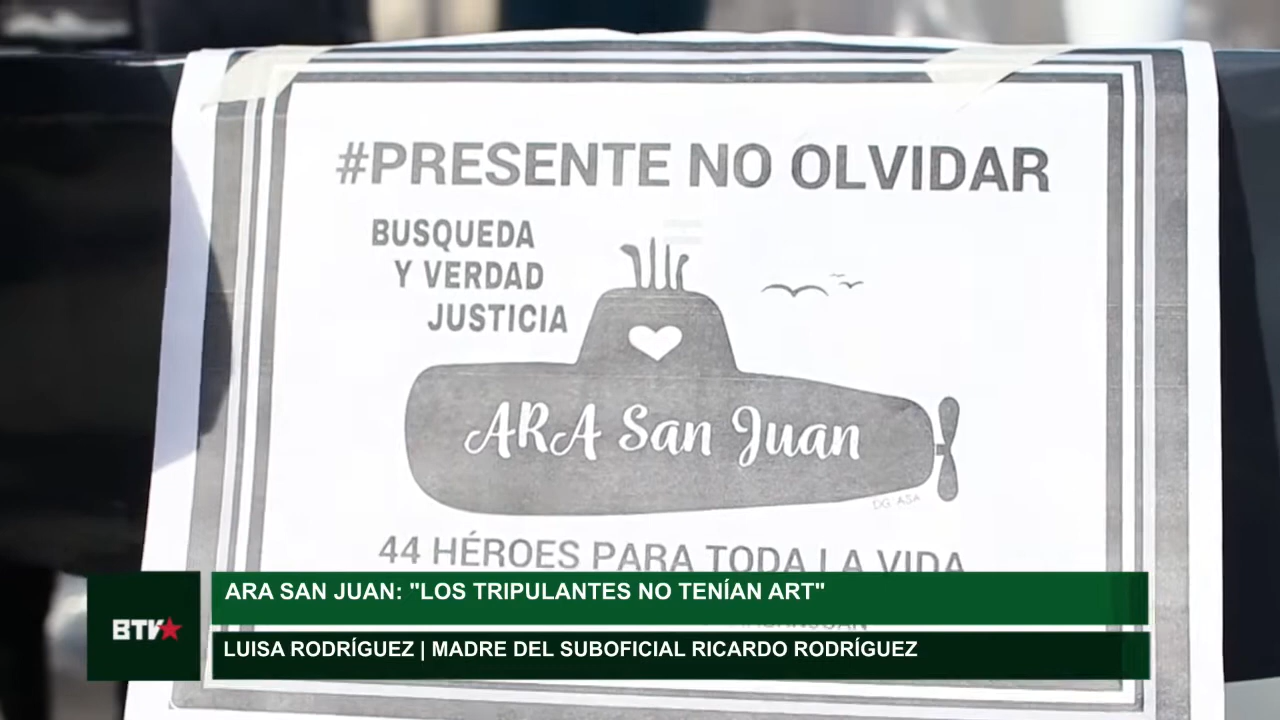 #PRESENTE NO OLVIDAR
BUSQUEDA
Y VERDAD
JUSTICIA
ARA San Juan
DG ASA
44 HÉROES PARA TODA LA VIDA
ARA SAN JUAN: "LOS TRIPULANTES NO TENÍAN ART"
BTV
LUISA RODRÍGUEZ | MADRE DEL SUBOFICIAL RICARDO RODRÍGUEZ